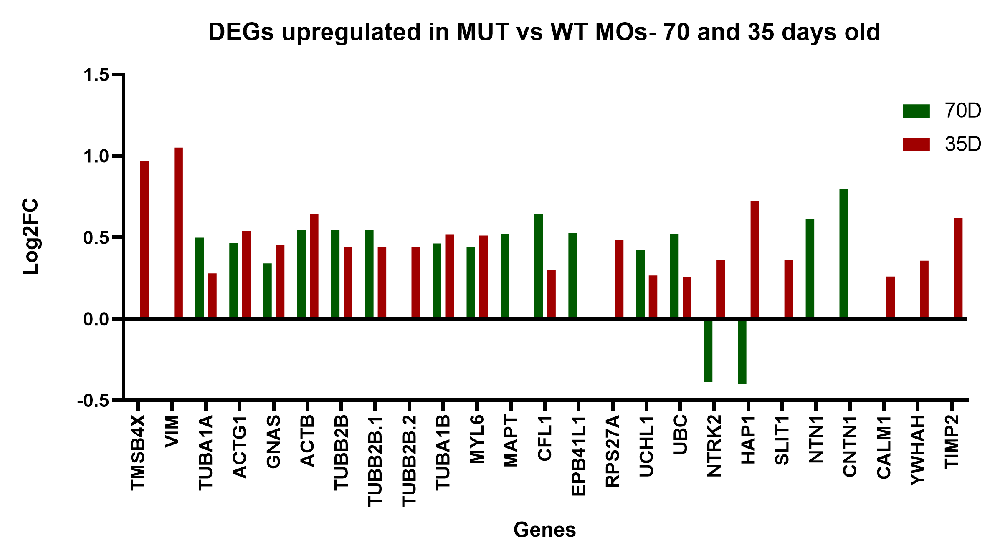 DEGs upregulated in MUT vs WT MOs- 70 and 35 days old
1.5
1.0
0.5
0.0
-0.5
Log2FC
70D
35D
TMSB4X
VIM
TUBA1A
ACTG1
GNAS
ACTB
TUBB2B
TUBB2B.1
TUBB2B.2
TUBA1B
MYL6
MAPT
CFL1
EPB41L1
RPS27A
UCHL1
UBC
NTRK2
HAP1
SLIT1
NTN1
CNTN1
CALM1
YWHAH
TIMP2
Genes